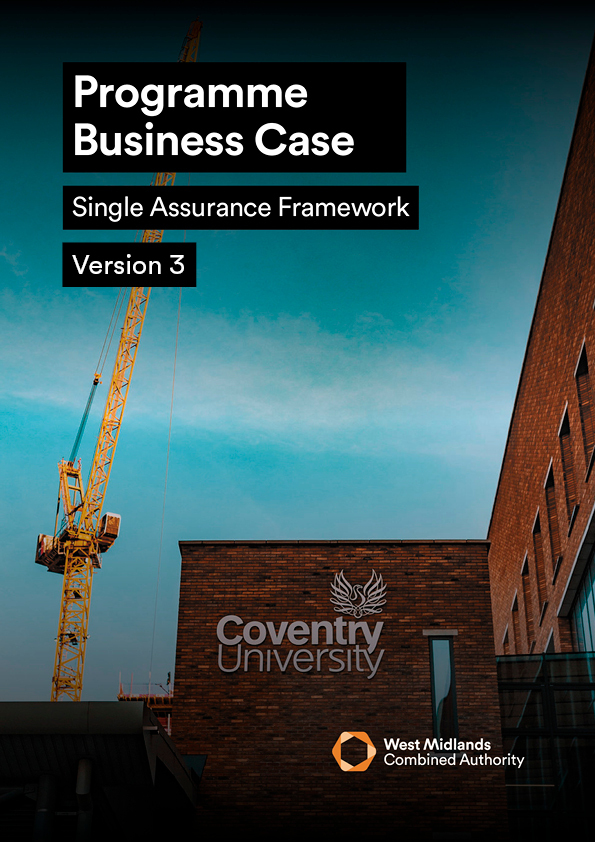 Programme
Business Case
Single Assurance Framework
Version 3
Coventry
University
West Midlands
Combined Authority